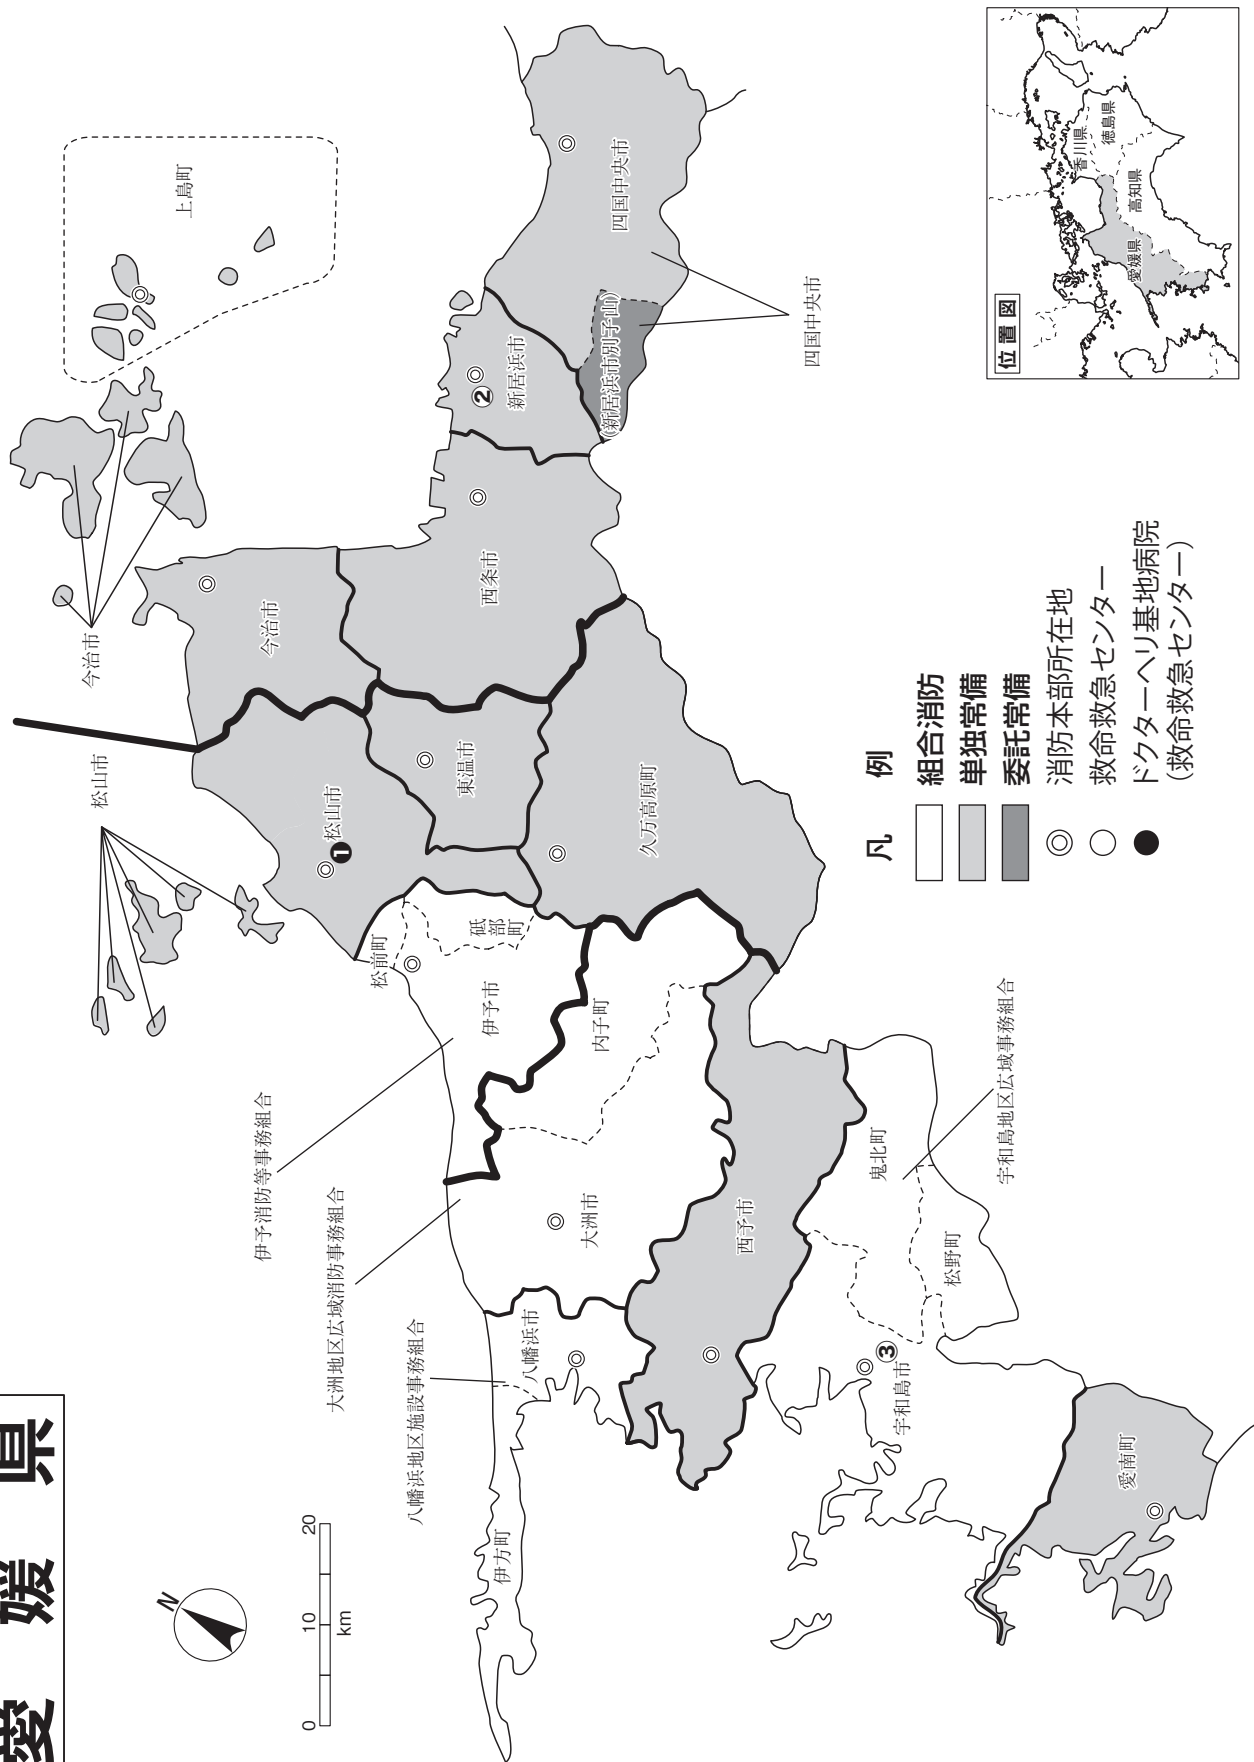 愛媛県
N
0 10 20
km
上島町
今治市
松山市
今治市
松山市
❶
東温市
西条市
新居浜市
②
四国中央市
(新居浜市別子山)
四国中央市
久万高原町
松前町
砥部町
伊予市
内子町
伊予消防等事務組合
大洲地区広域消防事務組合
八幡浜地区施設事務組合
大洲市
八幡浜市
伊方町
西予市
鬼北町
松野町
宇和島地区広域事務組合
③
宇和島市
愛南町
凡例
組合消防
単独常備
委託常備
消防本部所在地
救命救急センター
ドクターヘリ基地病院
(救命救急センター)
位置図
香川県
徳島県
高知県
愛媛県